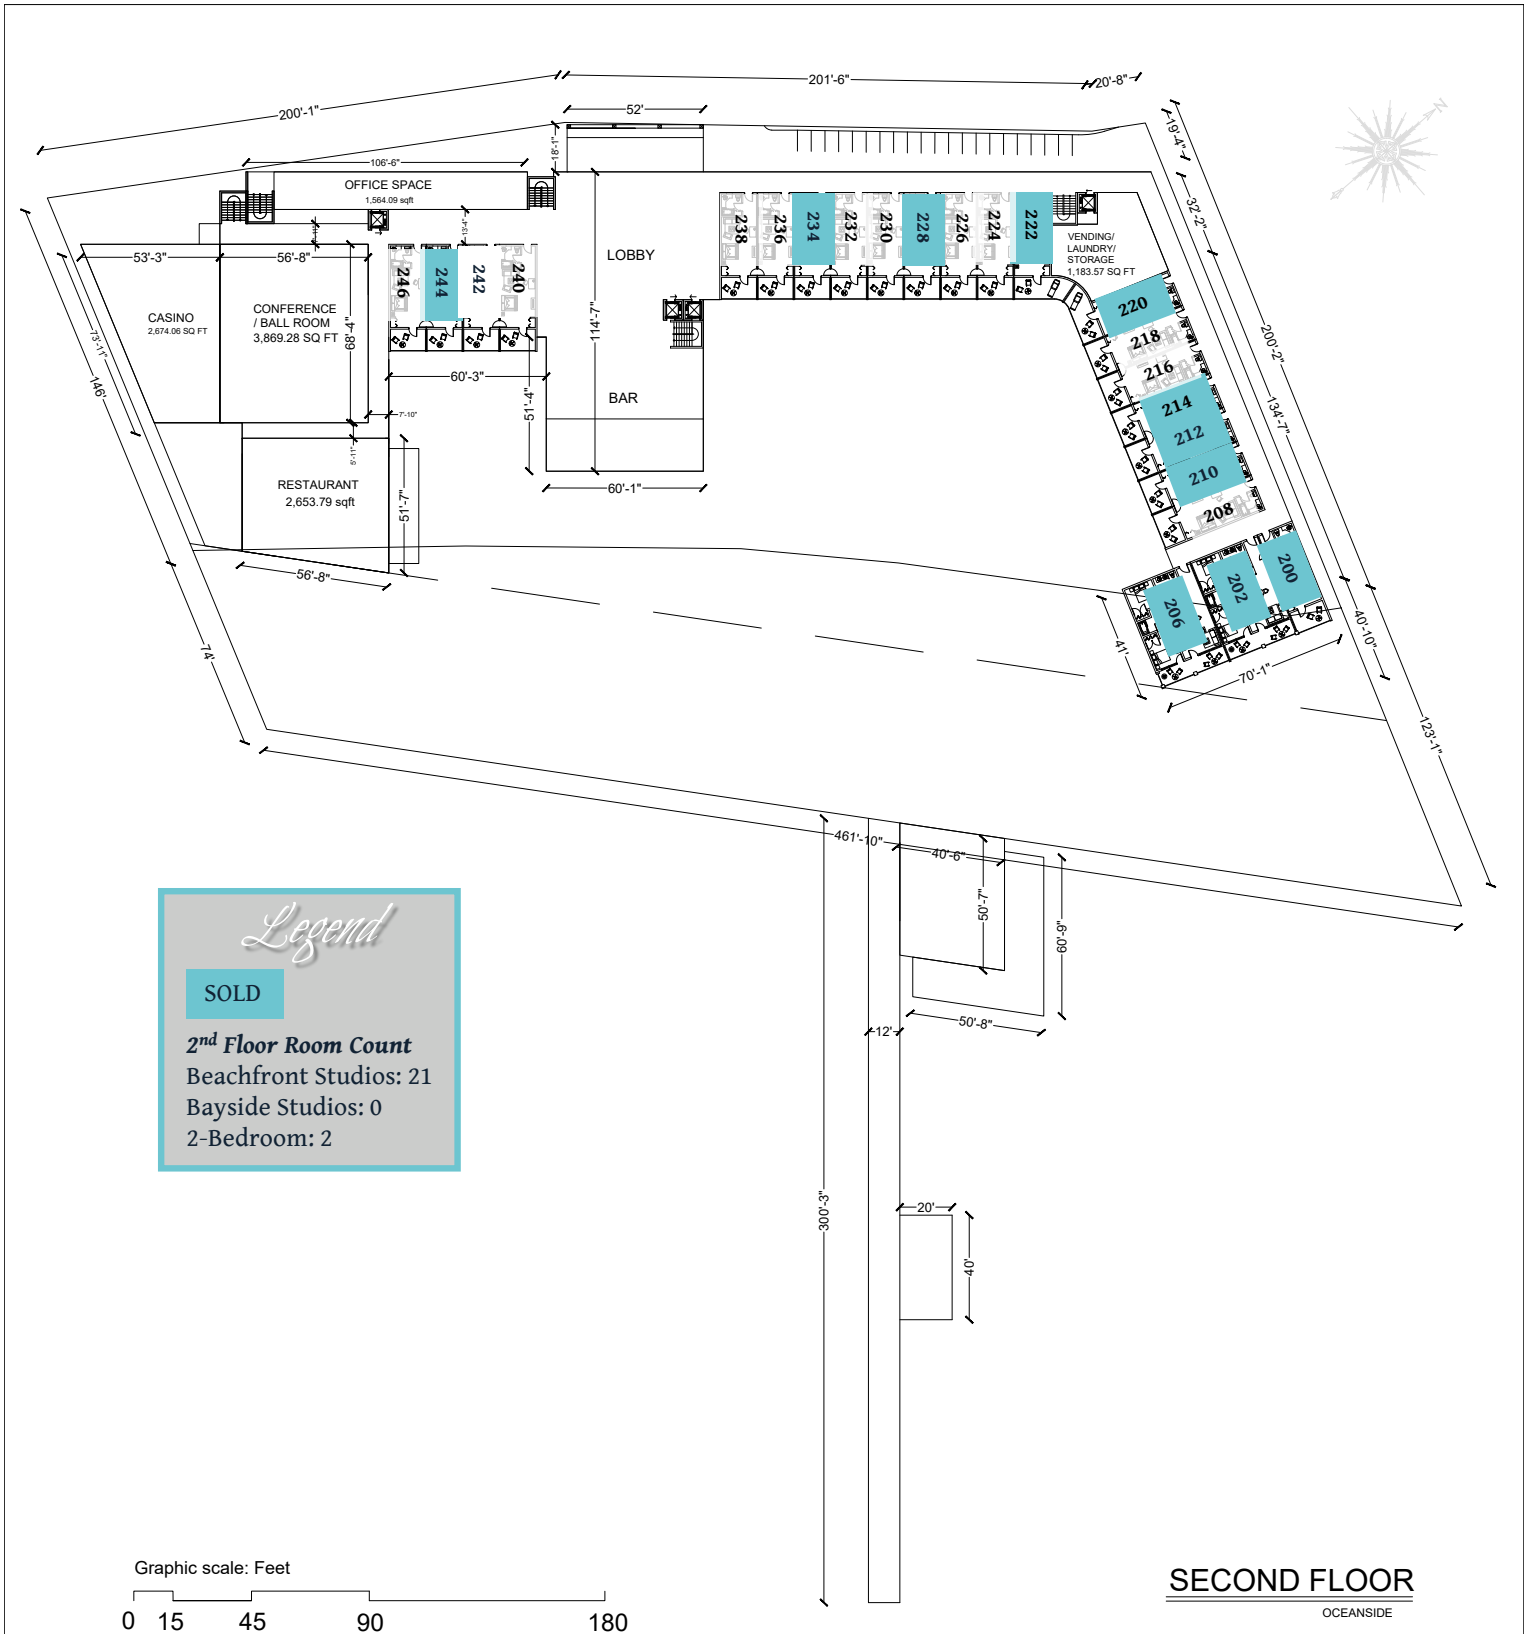 201'-6"
20'-8"
200'-1"
52'
18'-1"
19'-4"
N
106'-6"
OFFICE SPACE
1,564.09 sqft
32'-2"
13'-4"
238
236
234
232
230
228
226
224
222
VENDING/
LAUNDRY/
STORAGE
1,183.57 SQ FT
LOBBY
53'-3"
56'-8"
246
244
242
240
220
218
216
214
212
210
208
200'-2"
134'-7"
CASINO
2,674.06 SQ FT
CONFERENCE
/ BALL ROOM
3,869.28 SQ FT
68'-4"
114'-7"
73'-11"
146'
60'-3"
51'-4"
BAR
7'-10"
5'-11"
RESTAURANT
2,653.79 sqft
51'-7"
60'-1"
56'-8"
206
202
200
41'
70'-1"
40'-10"
74'
123'-1"
461'-10"
40'-6"
50'-7"
60'-9"
50'-8"
12'
300'-3"
20'
40'
Legend
SOLD
2nd Floor Room Count
Beachfront Studios: 21
Bayside Studios: 0
2-Bedroom: 2
Graphic scale: Feet
0 15 45 90 180
SECOND FLOOR
OCEANSIDE